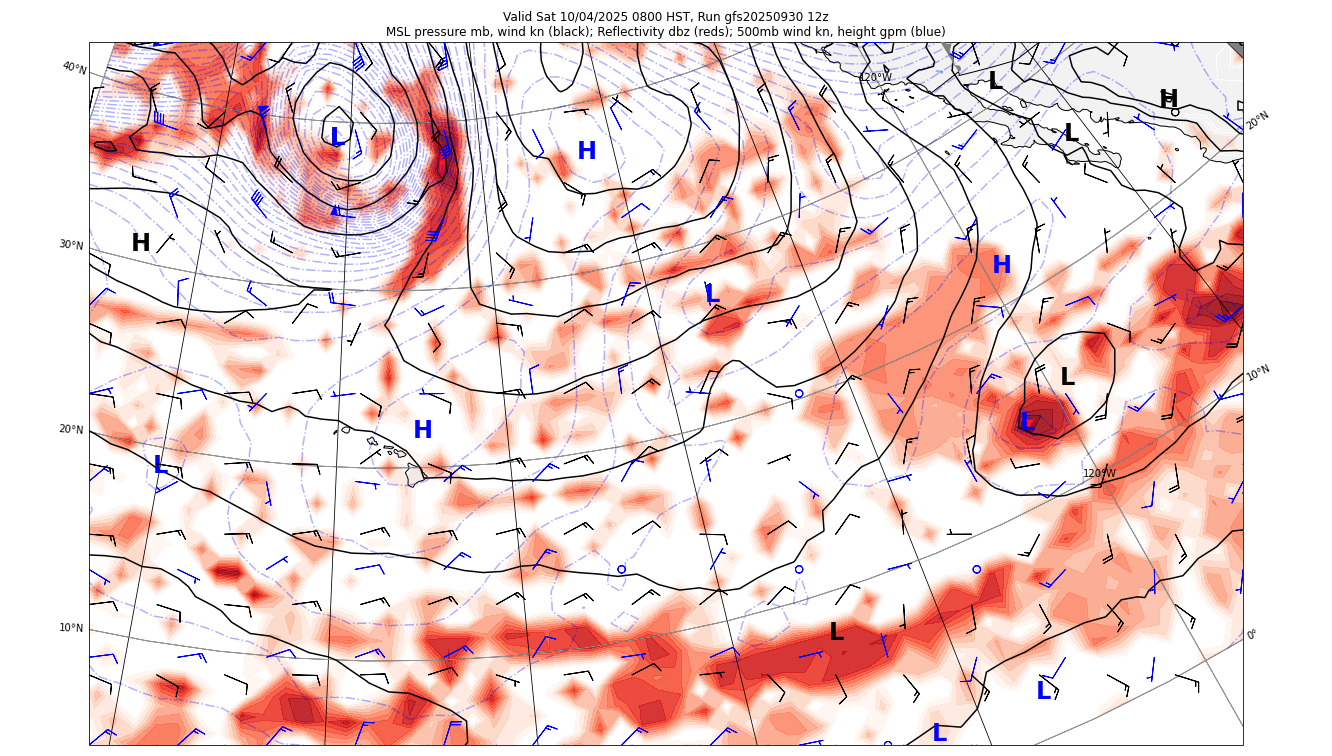 Valid Sat 10/04/2025 0800 HST, Run gfs20250930 12z
MSL pressure mb, wind kn (black); Reflectivity dbz (reds); 500mb wind kn, height gpm (blue)
40°N
120°W
L
H
20°N
L
L
H
H
30°N
H
L
L
10°N
H
20°N
L
L
120°W
10°N
L
0°
L
L